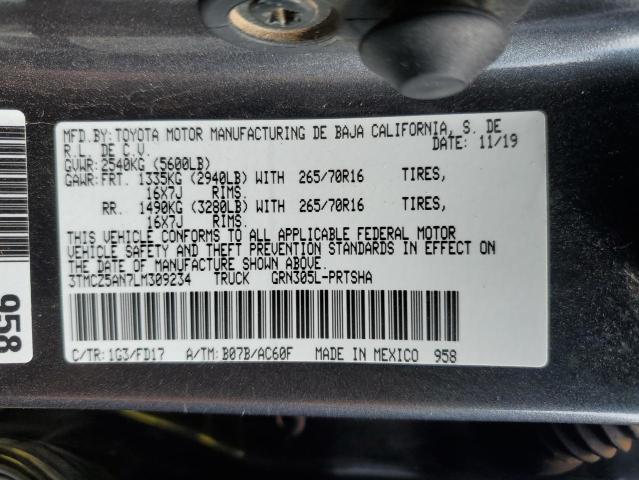 MFD.BY:TOYOTA MOTOR MANUFACTURING DE BAJA CALIFORNIA, S. DE
R.L. DE C.V. DATE: 11/19
GVWR:2540KG (5600LB)
GAWR:FRT. 1335KG (2940LB) WITH 265/70R16 TIRES,
16X7J RIMS.
RR. 1490KG (3280LB) WITH 265/70R16 TIRES,
16X7J RIMS.
THIS VEHICLE CONFORMS TO ALL APPLICABLE FEDERAL MOTOR
VEHICLE SAFETY AND THEFT PREVENTION STANDARDS IN EFFECT ON
THE DATE OF MANUFACTURE SHOWN ABOVE.
3TMCZ5AN7LM309234 TRUCK GRN305L-PRTSHA
C/TR:1G3/FD17 A/TM:B07B/AC60F MADE IN MEXICO 958
958